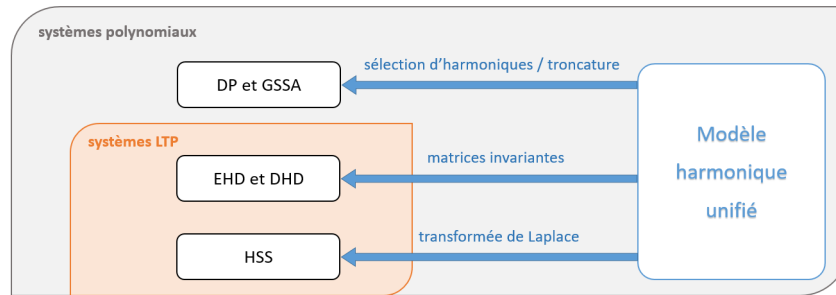 systèmes polynomiaux
sélection d'harmoniques / troncature
DP et GSSA
systèmes LTP
matrices invariantes
EHD et DHD
transformée de Laplace
HSS
Modèle
harmonique
unifié